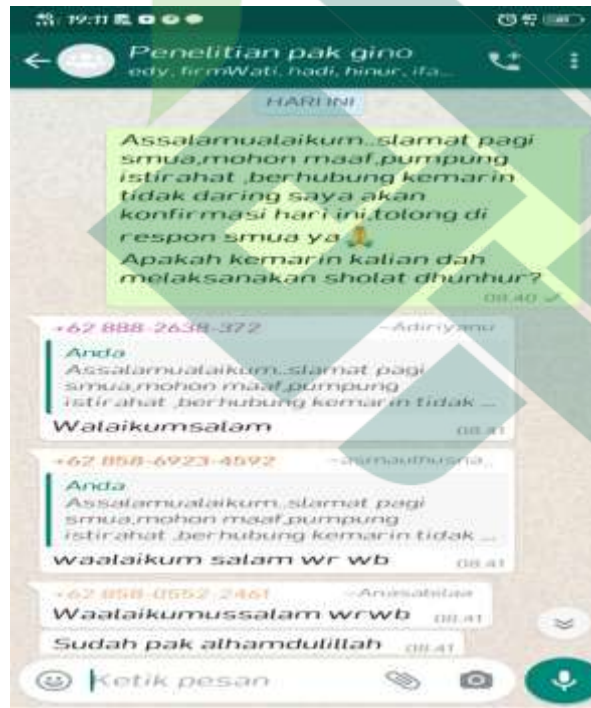 19:11
Penelitian pak gino
edy, firmWati, hadi, hinur, ifa...
HARI INI
Assalamualaikum..slamat pagi
smua,mohon maaf,pumpung
istirahat ,berhubung kemarin
tidak daring saya akan
konfirmasi hari ini,tolong di
respon smua ya 🙏
Apakah kemarin kalian dah
melaksanakan sholat dhunhur?
08.40
+62 888-2638-372 ~Adiriyanu
Anda
Assalamualaikum..slamat pagi
smua,mohon maaf,pumpung
istirahat ,berhubung kemarin tidak ...
Walaikumsalam 08.41
+62 858-6923-4592 ~asmauthusna..
Anda
Assalamualaikum..slamat pagi
smua,mohon maaf,pumpung
istirahat ,berhubung kemarin tidak ...
waalaikum salam wr wb 08.41
+62 858-0552-2461 ~Anasabilaa
Waalaikumussalam wrwb 08.41
Sudah pak alhamdulillah 08.41
Ketik pesan